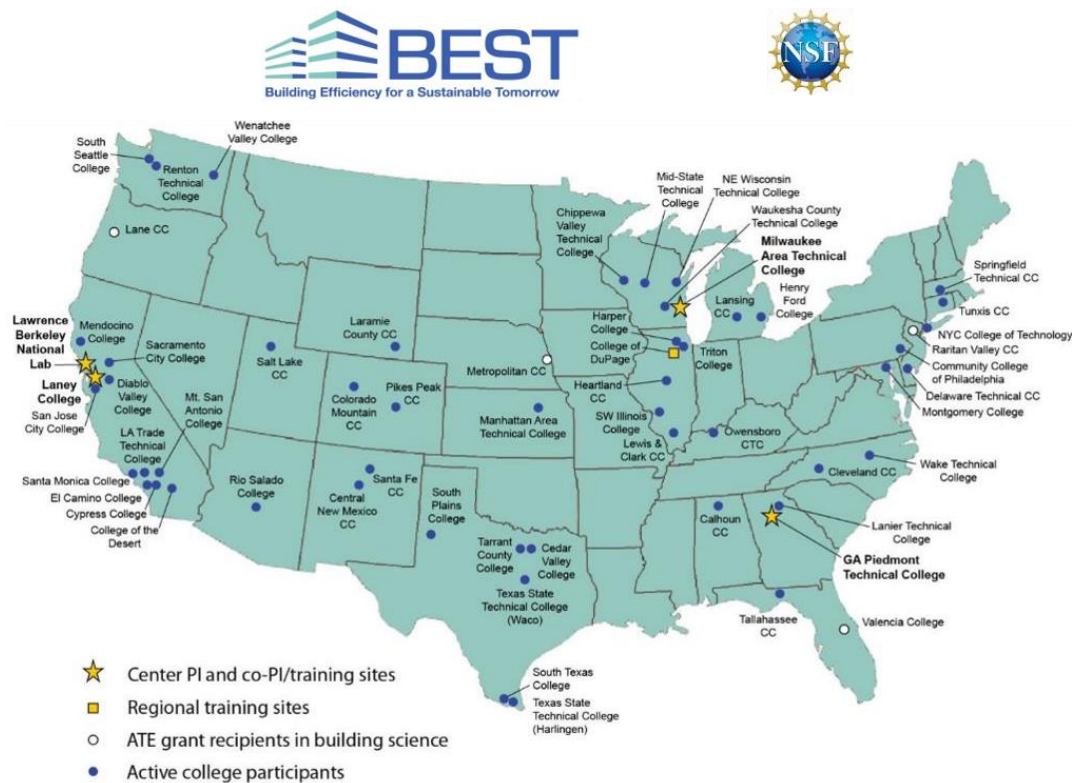 BEST
Building Efficiency for a Sustainable Tomorrow
NSF
Wenatchee
Valley College
South
Seattle
College
Renton
Technical
College
Lane CC
Mid-State
Technical
College
NE Wisconsin
Technical College
Chippewa
Valley
Technical
College
Waukesha County
Technical College
Milwaukee
Area Technical
College
Henry
Ford
College
Lansing
CC
Springfield
Technical CC
Tunxis CC
NYC College of Technology
Raritan Valley CC
Community College
of Philadelphia
Delaware Technical CC
Montgomery College
Lawrence
Berkeley
National
Lab
Mendocino
College
Sacramento
City College
Laney
College
Diablo
Valley
College
San Jose
City College
Mt. San
Antonio
College
LA Trade
Technical
College
Santa Monica College
El Camino College
Cypress College
College of the
Desert
Salt Lake
CC
Laramie
County CC
Colorado
Mountain
CC
Pikes Peak
CC
Metropolitan CC
Manhattan Area
Technical College
Harper
College
College of
DuPage
Triton
College
Heartland
CC
SW Illinois
College
Lewis &
Clark CC
Owensboro
CTC
Rio Salado
College
Central
New Mexico
CC
Santa Fe
CC
South
Plains
College
Tarrant
County
College
Cedar
Valley
College
Texas State
Technical College
(Waco)
Calhoun
CC
Cleveland CC
Wake Technical
College
Lanier Technical
College
GA Piedmont
Technical College
Tallahassee
CC
Valencia College
South Texas
College
Texas State
Technical College
(Harlingen)
Center PI and co-PI/training sites
Regional training sites
ATE grant recipients in building science
Active college participants